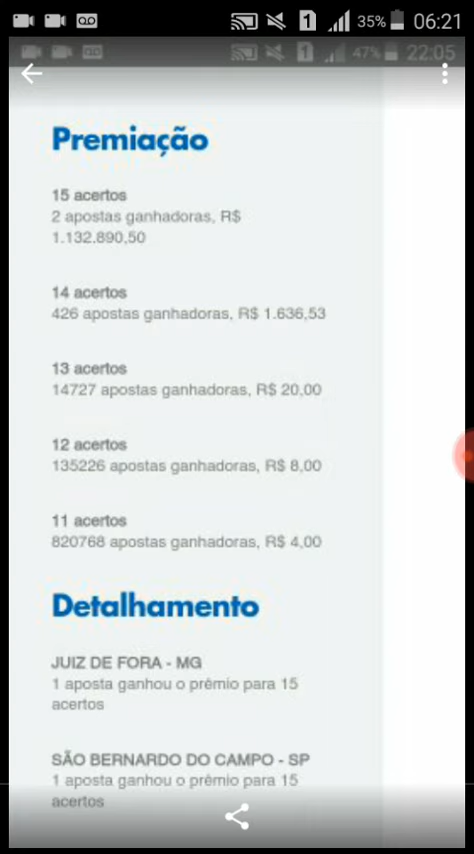 1 35% 06:21
1 47% 22:05
Premiação
15 acertos
2 apostas ganhadoras, R$
1.132.890,50
14 acertos
426 apostas ganhadoras, R$ 1.636,53
13 acertos
14727 apostas ganhadoras, R$ 20,00
12 acertos
135226 apostas ganhadoras, R$ 8,00
11 acertos
820768 apostas ganhadoras, R$ 4,00
Detalhamento
JUIZ DE FORA - MG
1 aposta ganhou o prêmio para 15
acertos
SÃO BERNARDO DO CAMPO - SP
1 aposta ganhou o prêmio para 15
acertos